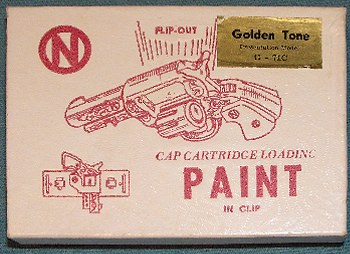 N
FLIP-OUT
Golden Tone
CAP CARTRIDGE LOADING
PAINT
IN CLIP